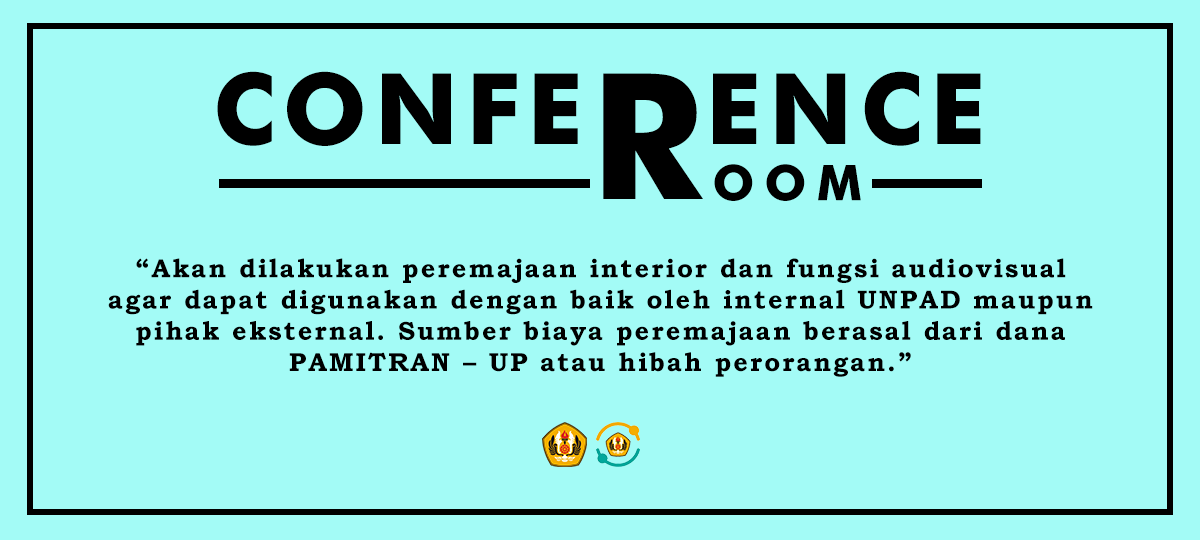 CONFERENCE
ROOM
“Akan dilakukan peremajaan interior dan fungsi audiovisual
agar dapat digunakan dengan baik oleh internal UNPAD maupun
pihak eksternal. Sumber biaya peremajaan berasal dari dana
PAMITRAN – UP atau hibah perorangan.”